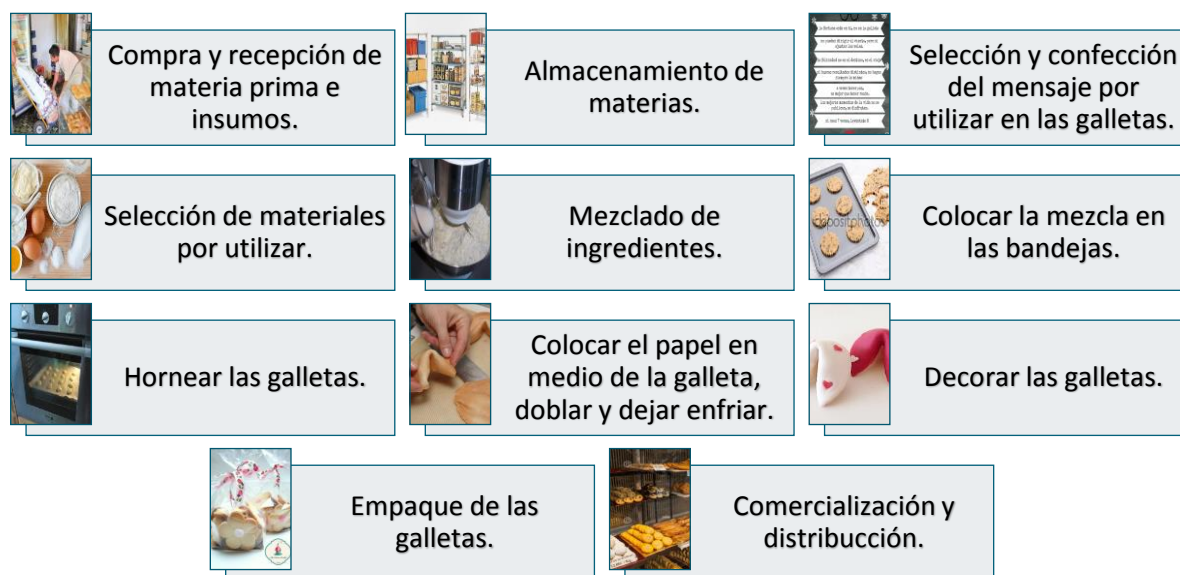 Compra y recepción de
materia prima e
insumos.
Almacenamiento de
materias.
Selección y confección
del mensaje por
utilizar en las galletas.
Selección de materiales
por utilizar.
Mezclado de
ingredientes.
Colocar la mezcla en
las bandejas.
Hornear las galletas.
Colocar el papel en
medio de la galleta,
doblar y dejar enfriar.
Decorar las galletas.
Empaque de las
galletas.
Comercialización y
distribucción.